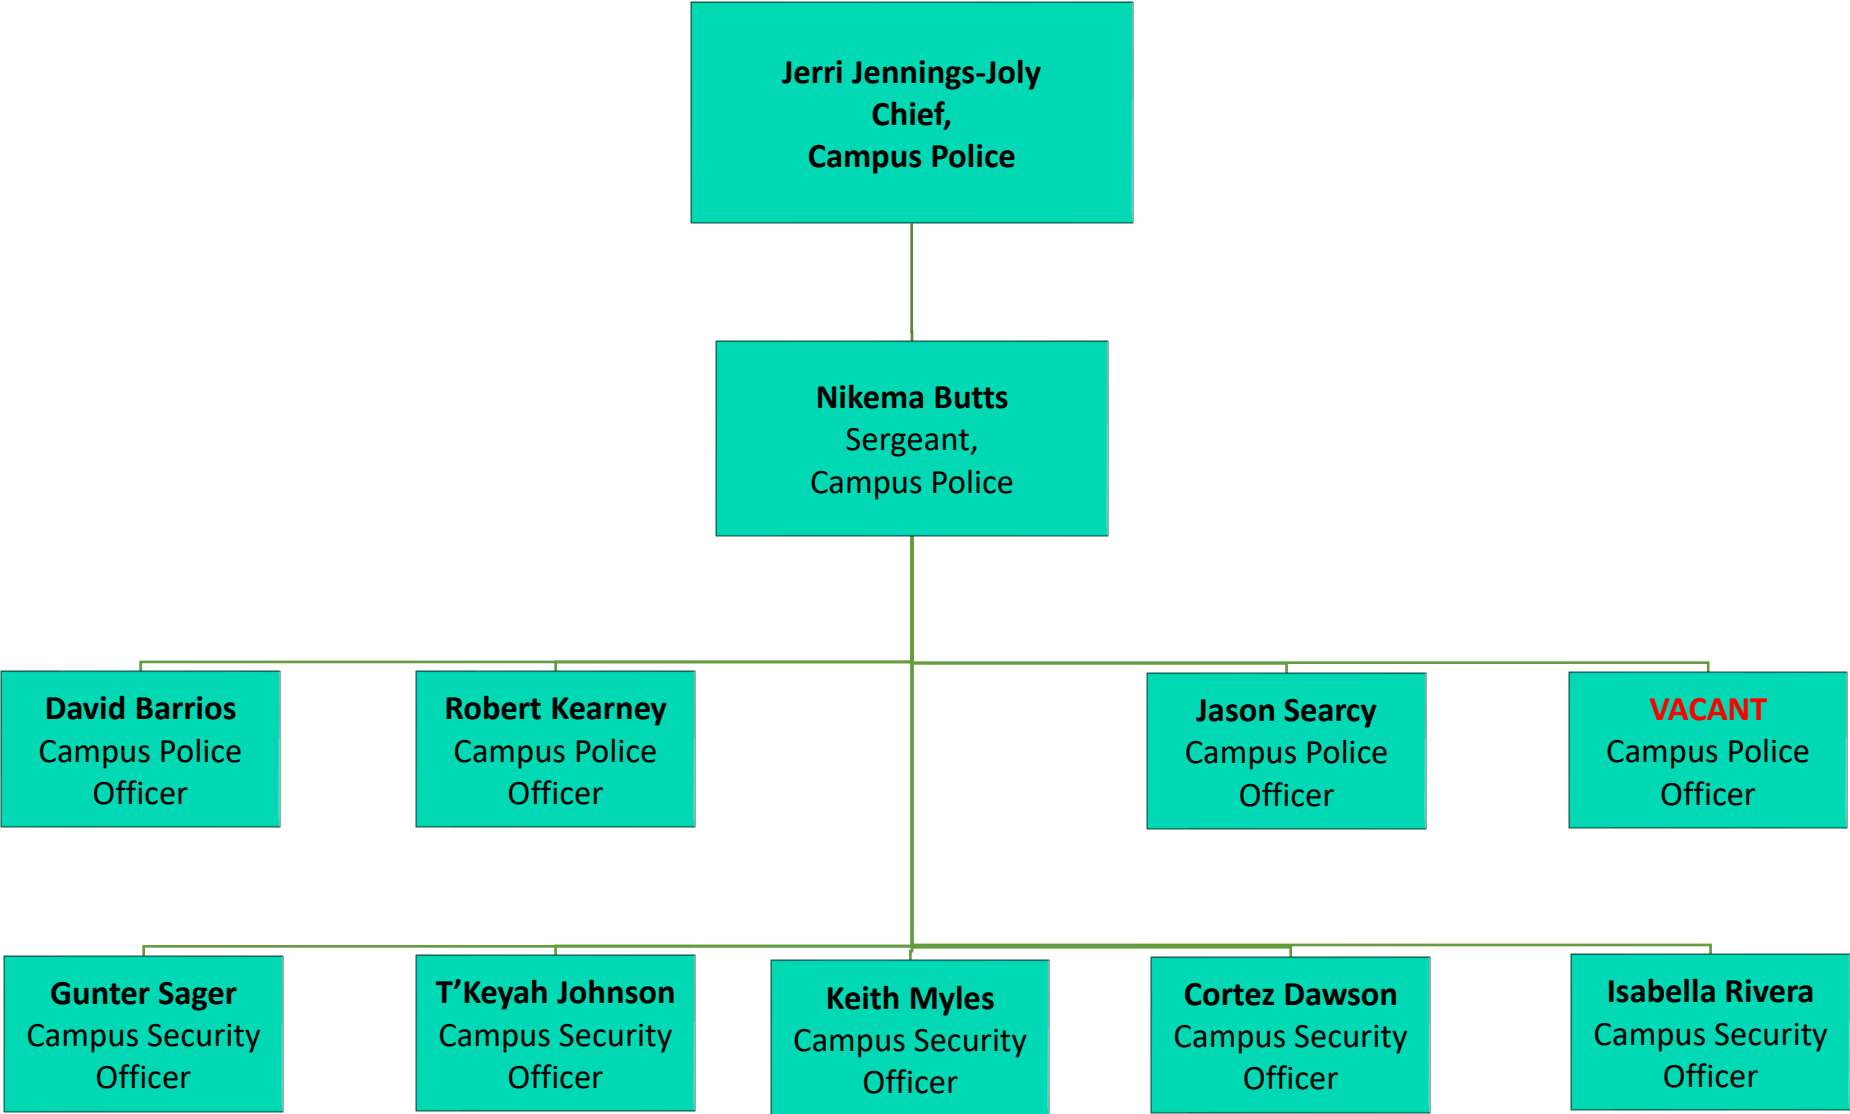 Jerri Jennings-Joly
Chief,
Campus Police
Nikema Butts
Sergeant,
Campus Police
David Barrios
Campus Police
Officer
Robert Kearney
Campus Police
Officer
Jason Searcy
Campus Police
Officer
VACANT
Campus Police
Officer
Gunter Sager
Campus Security
Officer
T’Keyah Johnson
Campus Security
Officer
Keith Myles
Campus Security
Officer
Cortez Dawson
Campus Security
Officer
Isabella Rivera
Campus Security
Officer